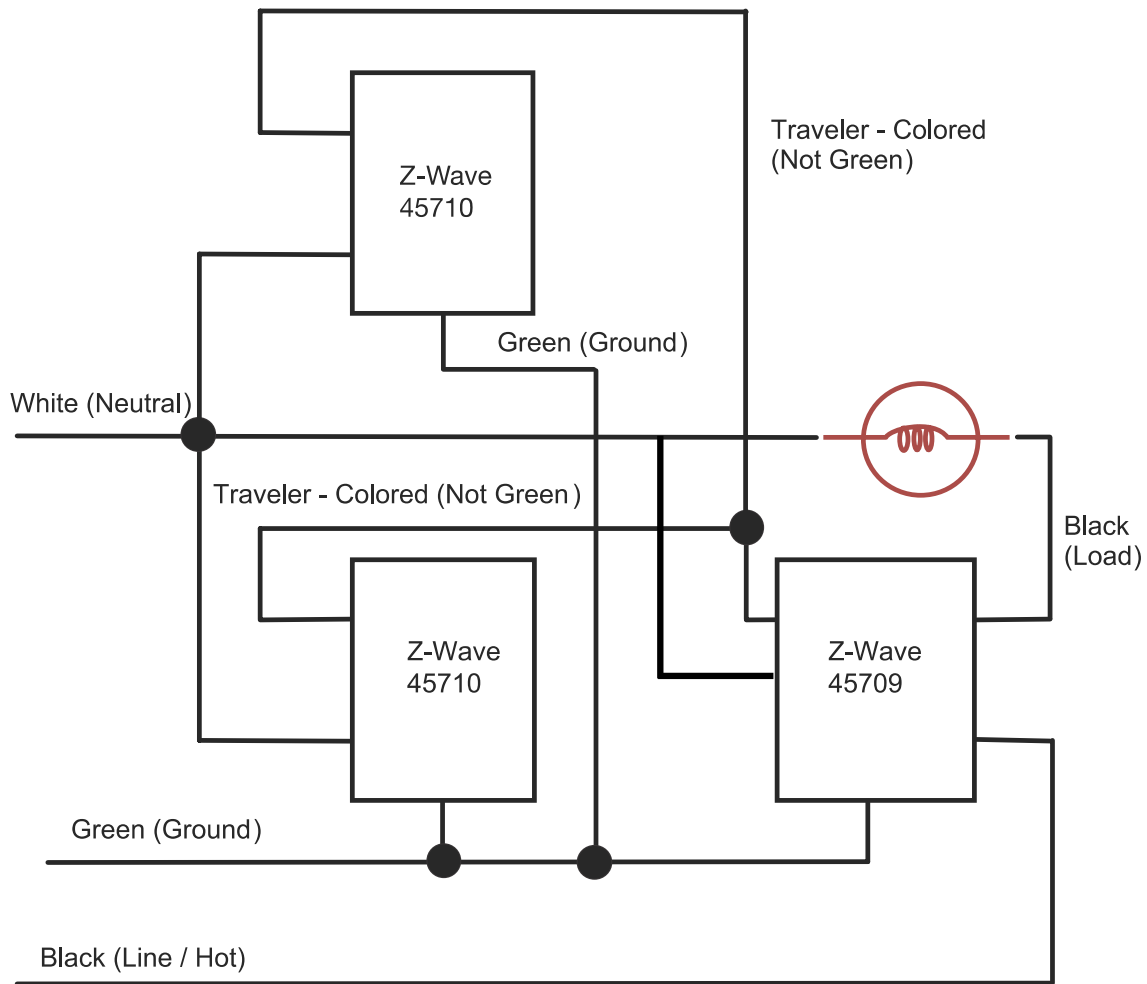 Traveler - Colored
(Not Green)
Z-Wave
45710
Green (Ground)
White (Neutral)
Traveler - Colored (Not Green)
Black
(Load)
Z-Wave
45710
Z-Wave
45709
Green (Ground)
Black (Line / Hot)